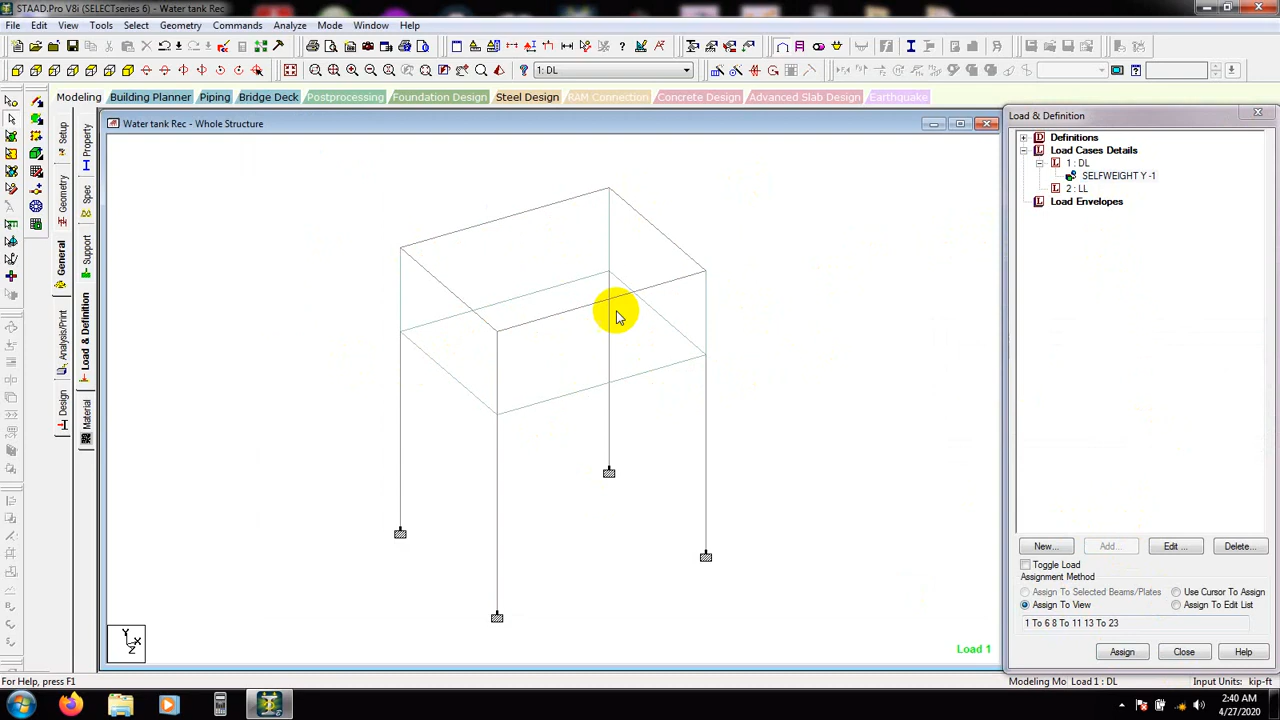 STAAD.Pro V8i (SELECTseries 6) - Water tank Rec
File Edit View Tools Select Geometry Commands Analyze Mode Window Help
1: DL
Modeling Building Planner Piping Bridge Deck Postprocessing Foundation Design Steel Design RAM Connection Concrete Design Advanced Slab Design Earthquake
Water tank Rec - Whole Structure
Setup
Geometry
General
Analysis/Print
Design
Property
Spec
Support
Load & Definition
Material
Load 1
Y
X
Z
Load & Definition
Definitions
Load Cases Details
1 : DL
SELFWEIGHT Y -1
2 : LL
Load Envelopes
New... Add... Edit ... Delete...
Toggle Load
Assignment Method
Assign To Selected Beams/Plates Use Cursor To Assign
Assign To View Assign To Edit List
1 To 6 8 To 11 13 To 23
Assign Close Help
For Help, press F1
Modeling Mo Load 1 : DL Input Units: kip-ft
2:40 AM
4/27/2020